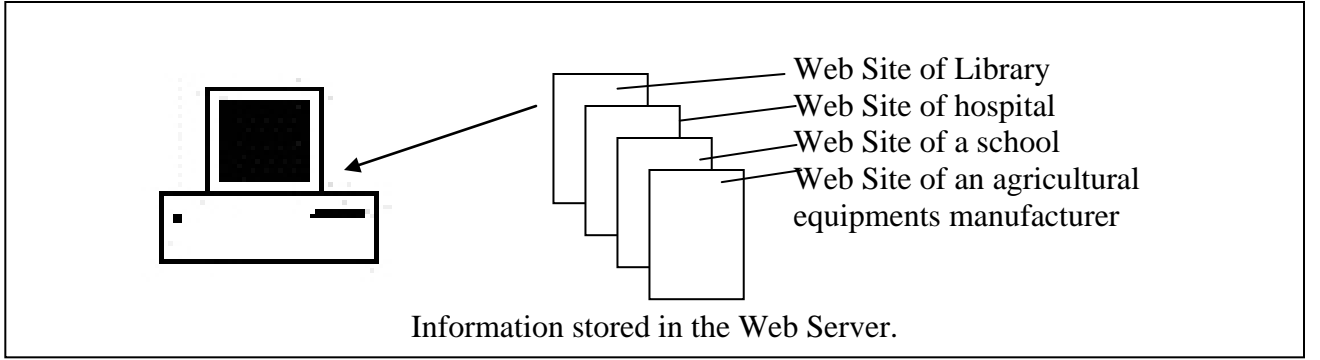 Web Site of Library
Web Site of hospital
Web Site of a school
Web Site of an agricultural
equipments manufacturer
Information stored in the Web Server.